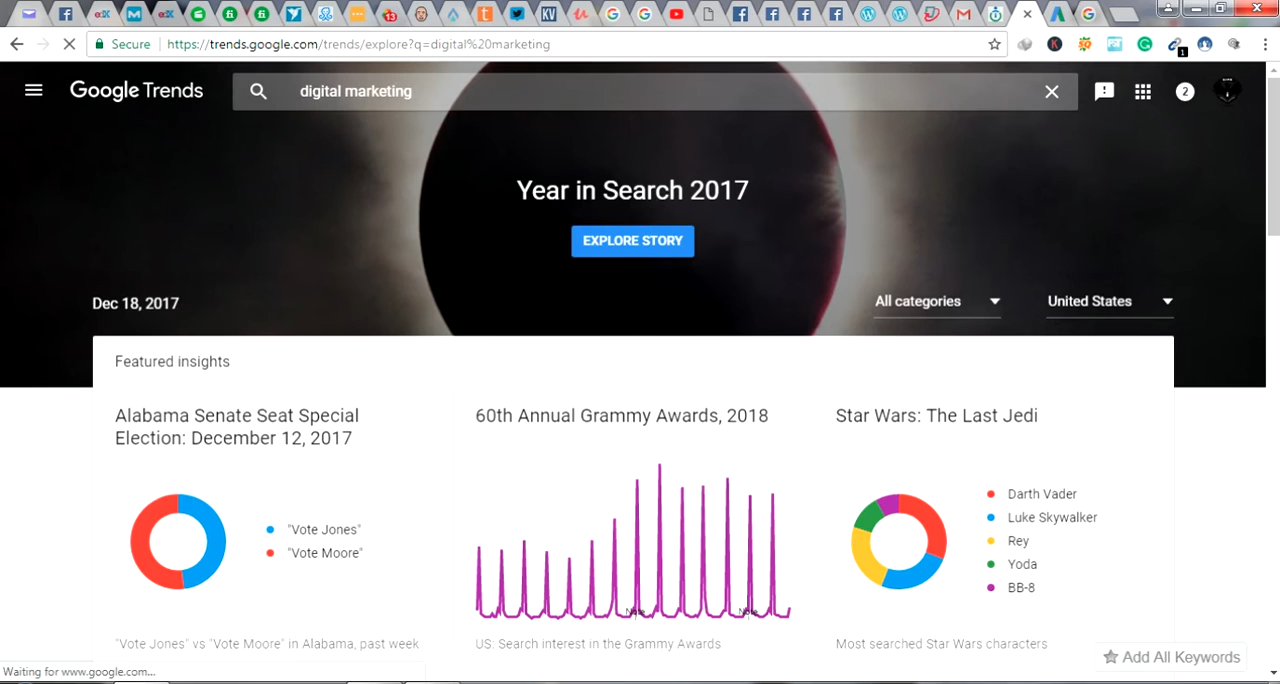 Secure https://trends.google.com/trends/explore?q=digital%20marketing
1
Google Trends digital marketing 2
Year in Search 2017
EXPLORE STORY
Dec 18, 2017 All categories United States
Featured insights
Alabama Senate Seat Special
Election: December 12, 2017
60th Annual Grammy Awards, 2018
Star Wars: The Last Jedi
"Vote Jones"
"Vote Moore"
Note Note
Darth Vader
Luke Skywalker
Rey
Yoda
BB-8
"Vote Jones" vs "Vote Moore" in Alabama, past week
US: Search interest in the Grammy Awards
Most searched Star Wars characters
Add All Keywords
Waiting for www.google.com...